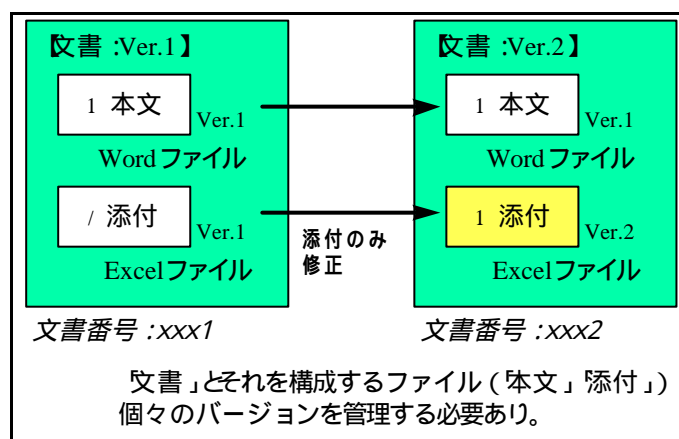 【文書:Ver.1】
1 本文 Ver.1
Wordファイル
/ 添付 Ver.1
Excelファイル
文書番号:xxx1
添付のみ
修正
【文書:Ver.2】
1 本文 Ver.1
Wordファイル
1 添付 Ver.2
Excelファイル
文書番号:xxx2
「文書」とそれを構成するファイル(「本文」「添付」)
個々のバージョンを管理する必要あり。